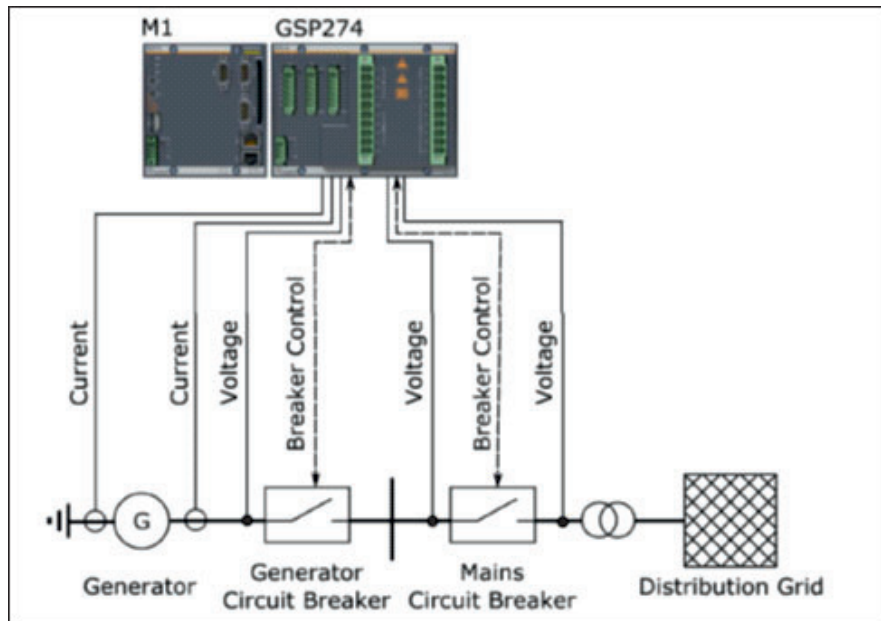 M1
GSP274
Current
Current
Voltage
Breaker Control
Voltage
Breaker Control
Voltage
G
Generator
Generator
Circuit Breaker
Mains
Circuit Breaker
Distribution Grid